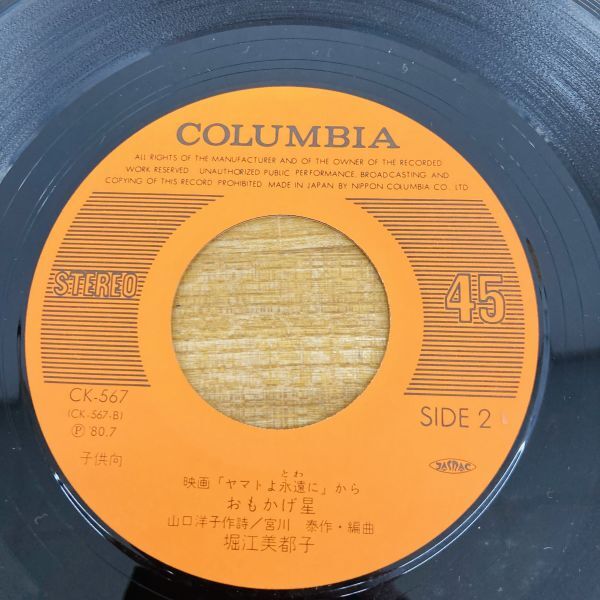 COLUMBIA
ALL RIGHTS OF THE MANUFACTURER AND OF THE OWNER OF THE RECORDED
WORK RESERVED. UNAUTHORIZED PUBLIC PERFORMANCE, BROADCASTING AND
COPYING OF THIS RECORD PROHIBITED. MADE IN JAPAN BY NIPPON COLUMBIA CO., LTD
STEREO
45
CK-567
(CK-567-B)
Ⓟ '80.7
子供向
SIDE 2
JASRAC
とわ
映画「ヤマトよ永遠に」から
おもかげ星
山口洋子作詩/宮川 泰作・編曲
堀江美都子